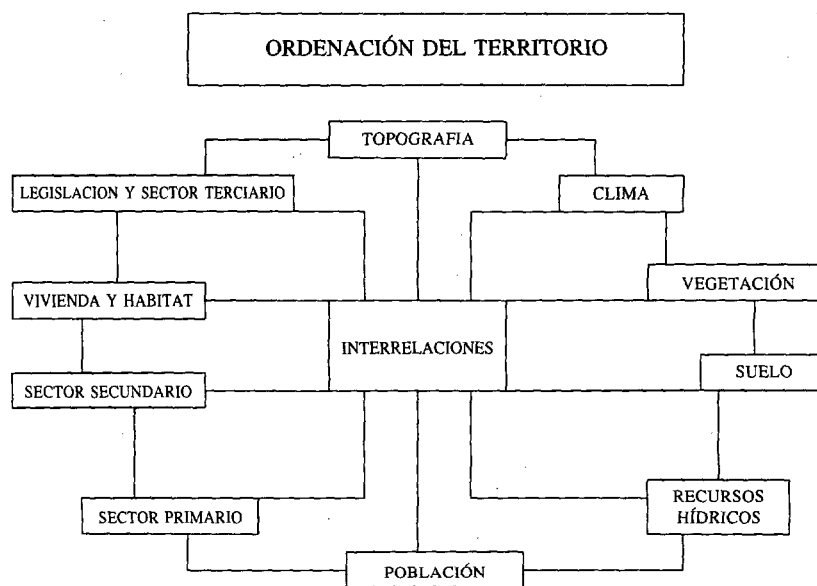 ORDENACIÓN DEL TERRITORIO
TOPOGRAFIA
LEGISLACION Y SECTOR TERCIARIO
CLIMA
VIVIENDA Y HABITAT
VEGETACIÓN
INTERRELACIONES
SECTOR SECUNDARIO
SUELO
SECTOR PRIMARIO
RECURSOS
HÍDRICOS
POBLACIÓN